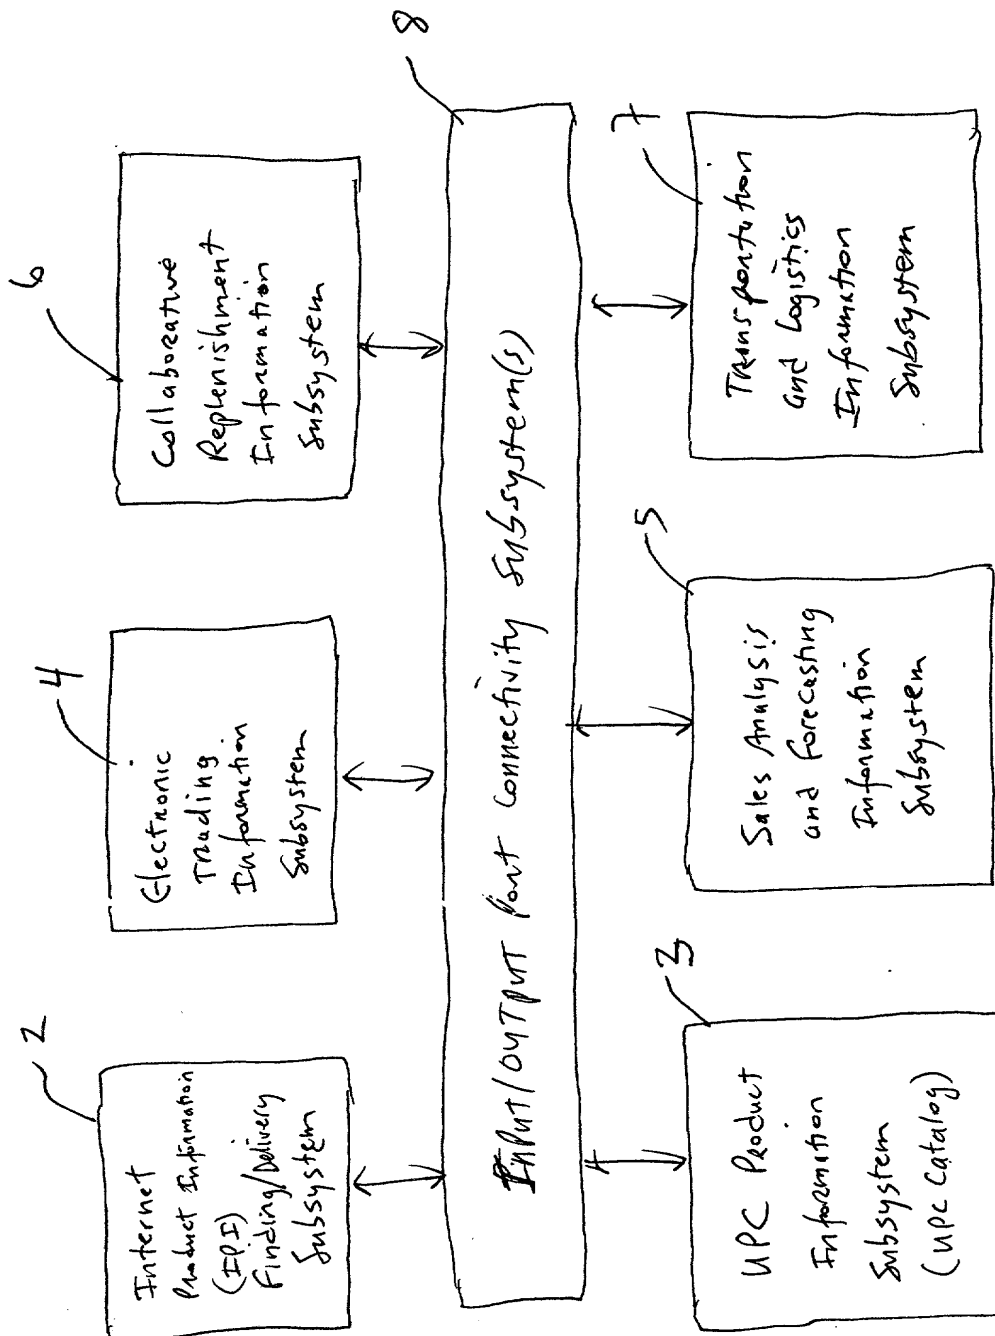 2
Internet
Product Information
(IPI)
Finding/Delivery
Subsystem
4
Electronic
Trading
Information
Subsystem
6
Collaborative
Replenishment
Information
Subsystem
8
Input/Output Port Connectivity Subsystem(s)
3
UPC Product
Information
Subsystem
(UPC Catalog)
5
Sales Analysis
and Forecasting
Information
Subsystem
7
Transportation
and Logistics
Information
Subsystem